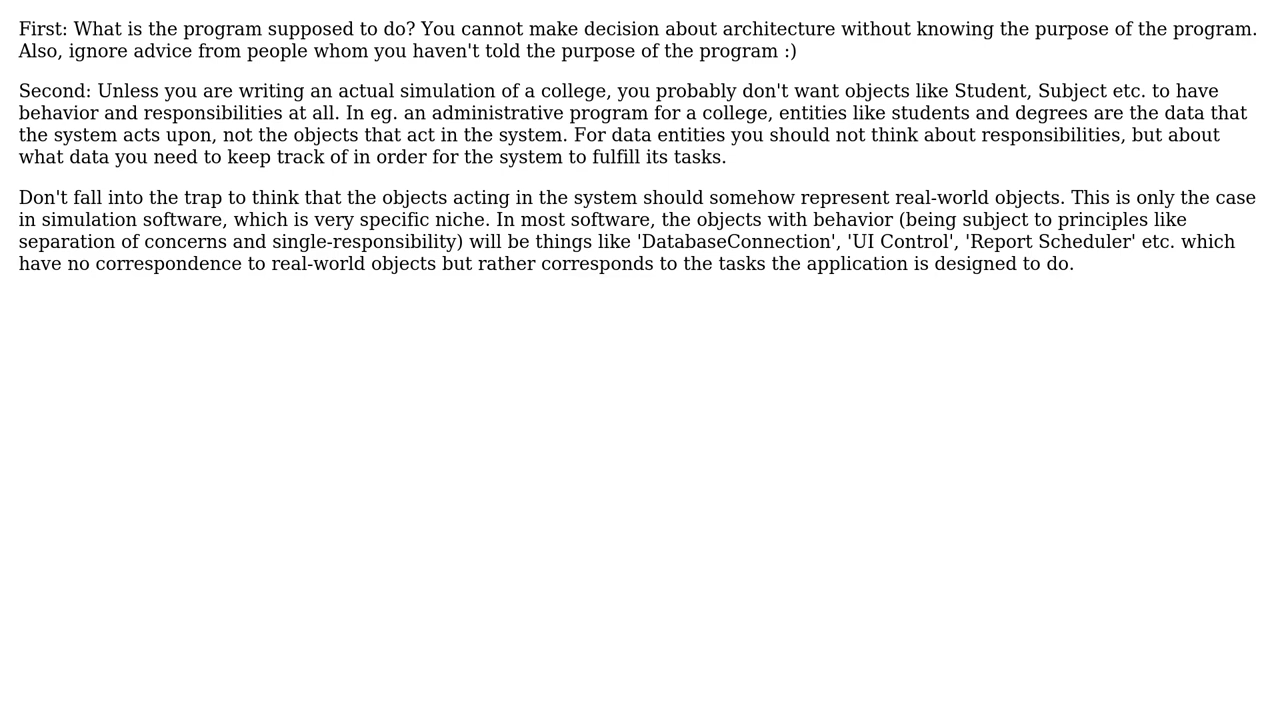 First: What is the program supposed to do? You cannot make decision about architecture without knowing the purpose of the program.
Also, ignore advice from people whom you haven't told the purpose of the program :)
Second: Unless you are writing an actual simulation of a college, you probably don't want objects like Student, Subject etc. to have
behavior and responsibilities at all. In eg. an administrative program for a college, entities like students and degrees are the data that
the system acts upon, not the objects that act in the system. For data entities you should not think about responsibilities, but about
what data you need to keep track of in order for the system to fulfill its tasks.
Don't fall into the trap to think that the objects acting in the system should somehow represent real-world objects. This is only the case
in simulation software, which is very specific niche. In most software, the objects with behavior (being subject to principles like
separation of concerns and single-responsibility) will be things like 'DatabaseConnection', 'UI Control', 'Report Scheduler' etc. which
have no correspondence to real-world objects but rather corresponds to the tasks the application is designed to do.